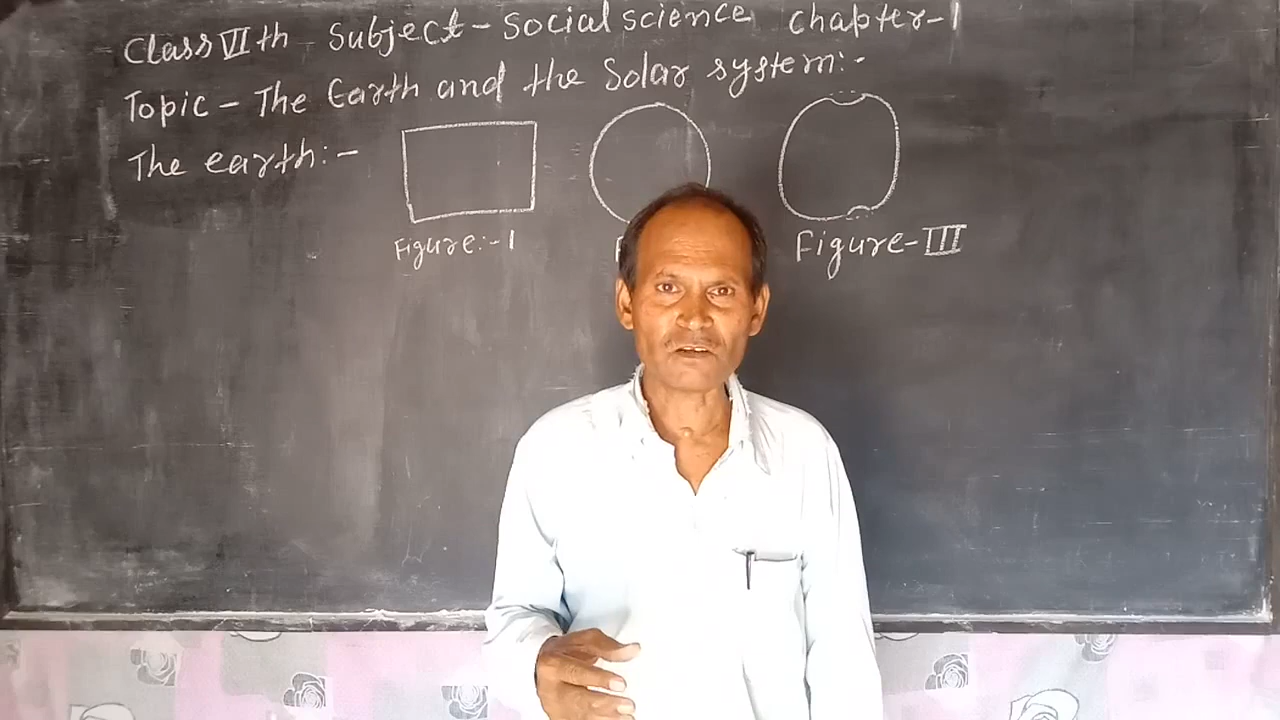 Class VI th Subject - Social science Chapter-1
Topic - The Earth and the Solar system:-
The earth:-
Figure:-1
Figure-III